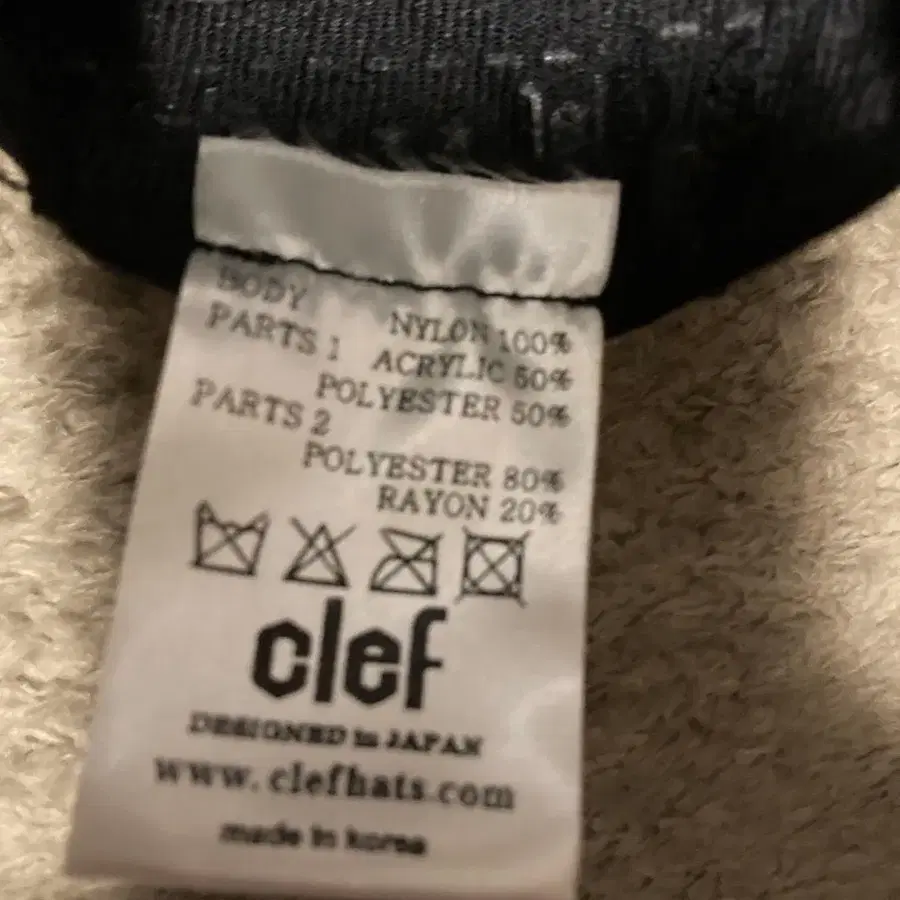 BODY
NYLON 100%
PARTS 1
ACRYLIC 50%
POLYESTER 50%
PARTS 2
POLYESTER 80%
RAYON 20%
clef
DESIGNED in JAPAN
www.clefhats.com
made in korea